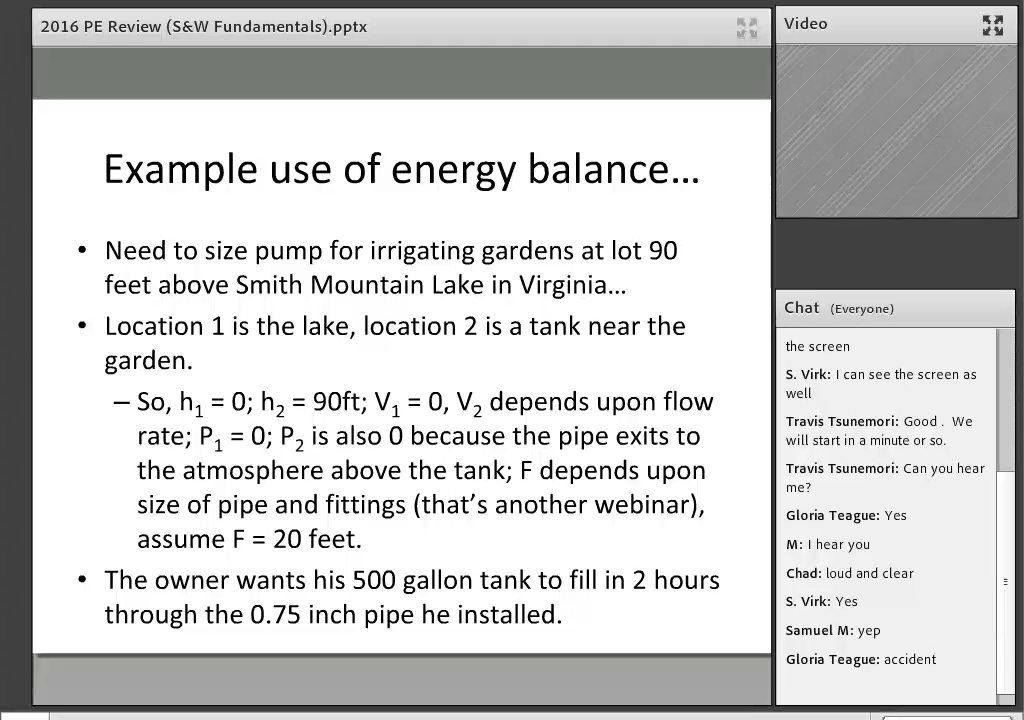 2016 PE Review (S&W Fundamentals).pptx
Example use of energy balance...
• Need to size pump for irrigating gardens at lot 90
feet above Smith Mountain Lake in Virginia...
• Location 1 is the lake, location 2 is a tank near the
garden.
– So, h1 = 0; h2 = 90ft; V1 = 0, V2 depends upon flow
rate; P1 = 0; P2 is also 0 because the pipe exits to
the atmosphere above the tank; F depends upon
size of pipe and fittings (that’s another webinar),
assume F = 20 feet.
• The owner wants his 500 gallon tank to fill in 2 hours
through the 0.75 inch pipe he installed.
Video
Chat (Everyone)
the screen
S. Virk: I can see the screen as
well
Travis Tsunemori: Good . We
will start in a minute or so.
Travis Tsunemori: Can you hear
me?
Gloria Teague: Yes
M: I hear you
Chad: loud and clear
S. Virk: Yes
Samuel M: yep
Gloria Teague: accident